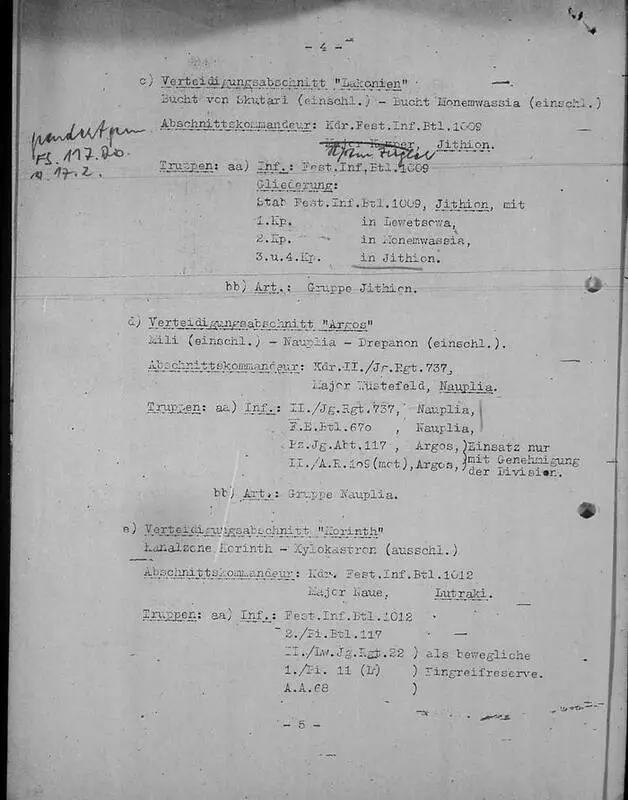 - 4 -
c) Verteidigungsabschnitt "Lakonien"
Bucht von Skutari (einschl.) - Bucht Monemwassia (einschl.)
Abschnittskommandeur: Kdr.Fest.Inf.Btl.1009
Jithion.
17.2.
Truppen: aa) Inf.: Fest.Inf.Btl.1009
Gliederung:
Stab Fest.Inf.Btl.1009, Jithion, mit
1.Kp. in Lewetsowa,
2.Kp. in Monemwassia,
3.u.4.Kp. in Jithion.
bb) Art.: Gruppe Jithion.
d) Verteidigungsabschnitt "Argos"
Mili (einschl.) - Nauplia - Drepanon (einschl.).
Abschnittskommandeur: Kdr.II./Jg.Rgt.737,
Major Wüstefeld, Nauplia.
Truppen: aa) Inf.: II./Jg.Rgt.737, Nauplia,
F.E.Btl.670 , Nauplia,
Pz.Jg.Abt.117 , Argos,)Einsatz nur
II./A.R.109(mot),Argos,)mit Genehmigung
der Division.
bb) Art.: Gruppe Nauplia.
e) Verteidigungsabschnitt "Korinth"
Kanalzone Korinth - Xylokastron (ausschl.)
Abschnittskommandeur: Kdr. Fest.Inf.Btl.1012
Major Naue, Lutraki.
Truppen: aa) Inf.: Fest.Inf.Btl.1012
2./Pi.Btl.117
II./Lw.Jg.Rgt.22 ) als bewegliche
1./Pi. 11 (Lw) ) Eingreifreserve.
A.A.68 )
- 5 -